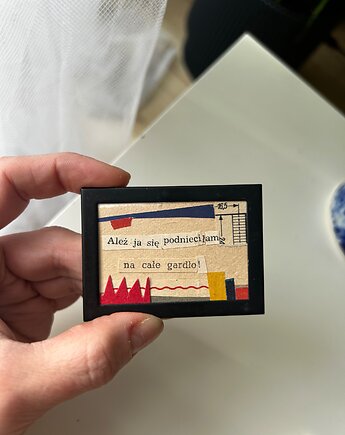 Ależ ja się podnieciłam
na całe gardło!